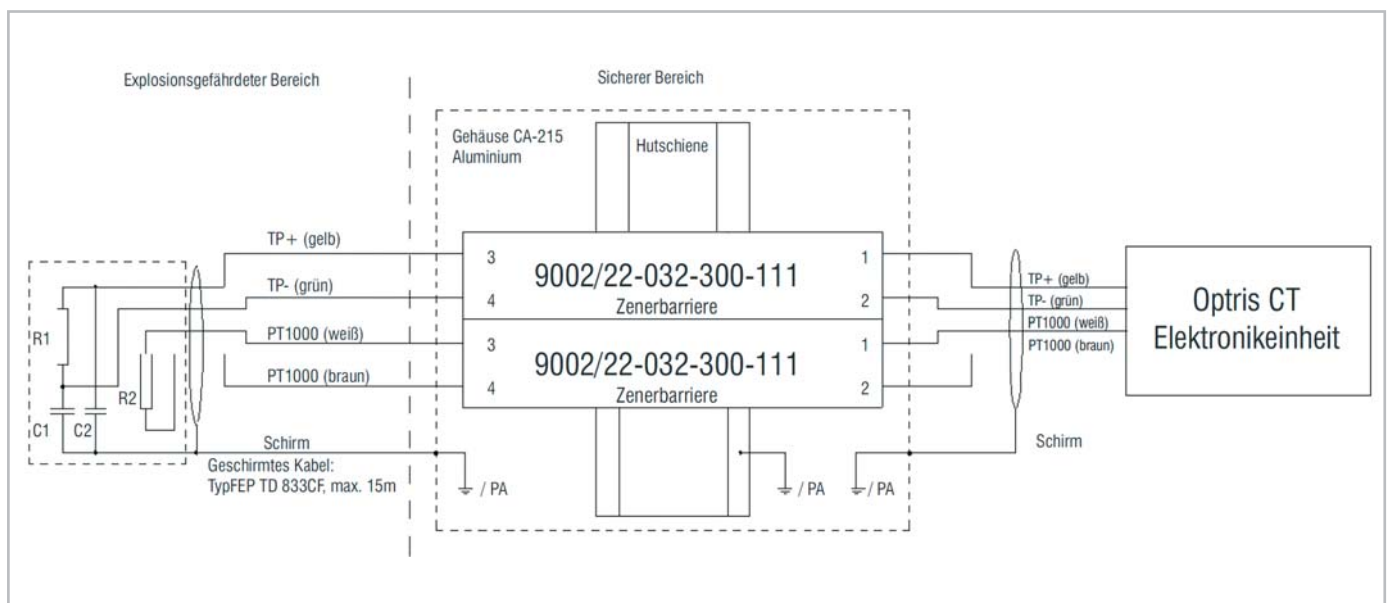 Explosionsgefährdeter Bereich
Sicherer Bereich
Gehäuse CA-215
Aluminium
Hutschiene
TP+ (gelb)
TP- (grün)
PT1000 (weiß)
PT1000 (braun)
R1
R2
C1
C2
3
4
9002/22-032-300-111
Zenerbarriere
1
2
3
4
9002/22-032-300-111
Zenerbarriere
1
2
TP+ (gelb)
TP- (grün)
PT1000 (weiß)
PT1000 (braun)
Optris CT
Elektronikeinheit
Schirm
Geschirmtes Kabel:
TypFEP TD 833CF, max. 15m
/ PA
/ PA
/ PA
Schirm